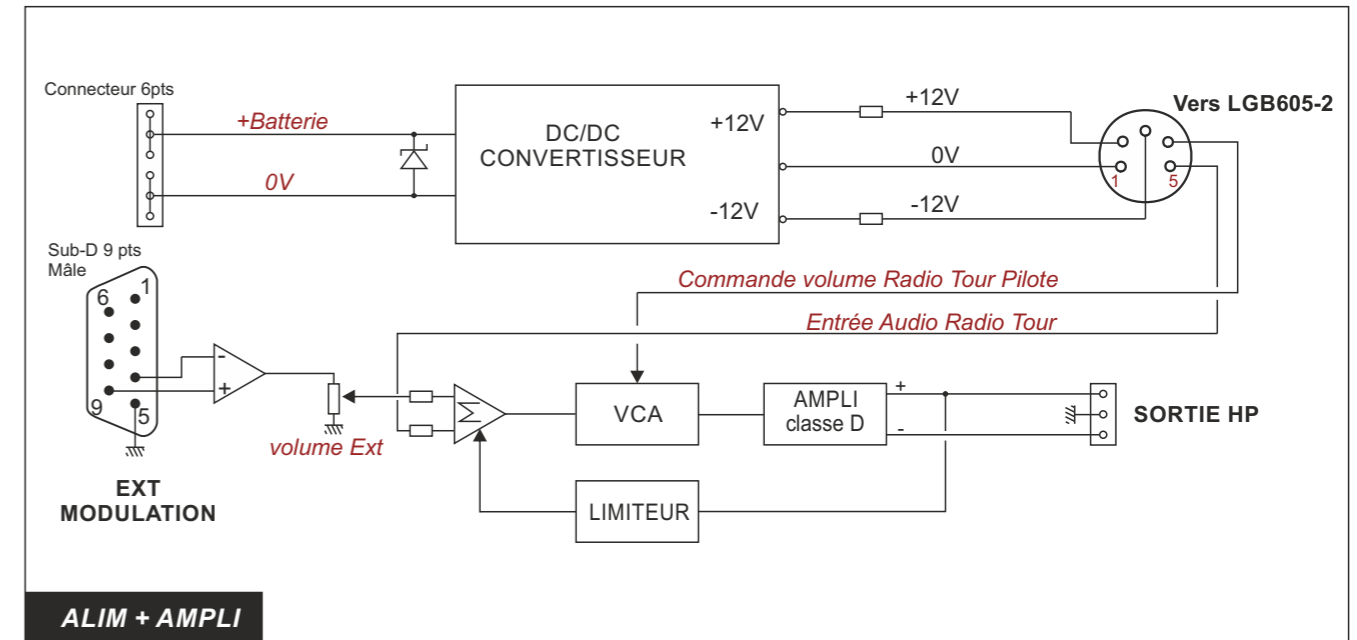 Connecteur 6pts
+Batterie
0V
DC/DC
CONVERTISSEUR
+12V
-12V
+12V
0V
-12V
Vers LGB605-2
1
5
Sub-D 9 pts
Mâle
6
1
9
5
EXT
MODULATION
-
+
volume Ext
Commande volume Radio Tour Pilote
Entrée Audio Radio Tour
Σ
VCA
AMPLI
classe D
+
-
SORTIE HP
LIMITEUR
ALIM + AMPLI